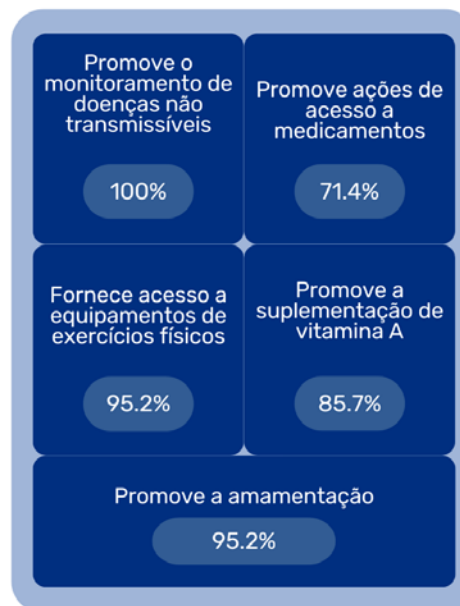 Promove o
monitoramento de
doenças não
transmissíveis
100%
Promove ações de
acesso a
medicamentos
71.4%
Fornece acesso a
equipamentos de
exercícios físicos
95.2%
Promove a
suplementação de
vitamina A
85.7%
Promove a amamentação
95.2%